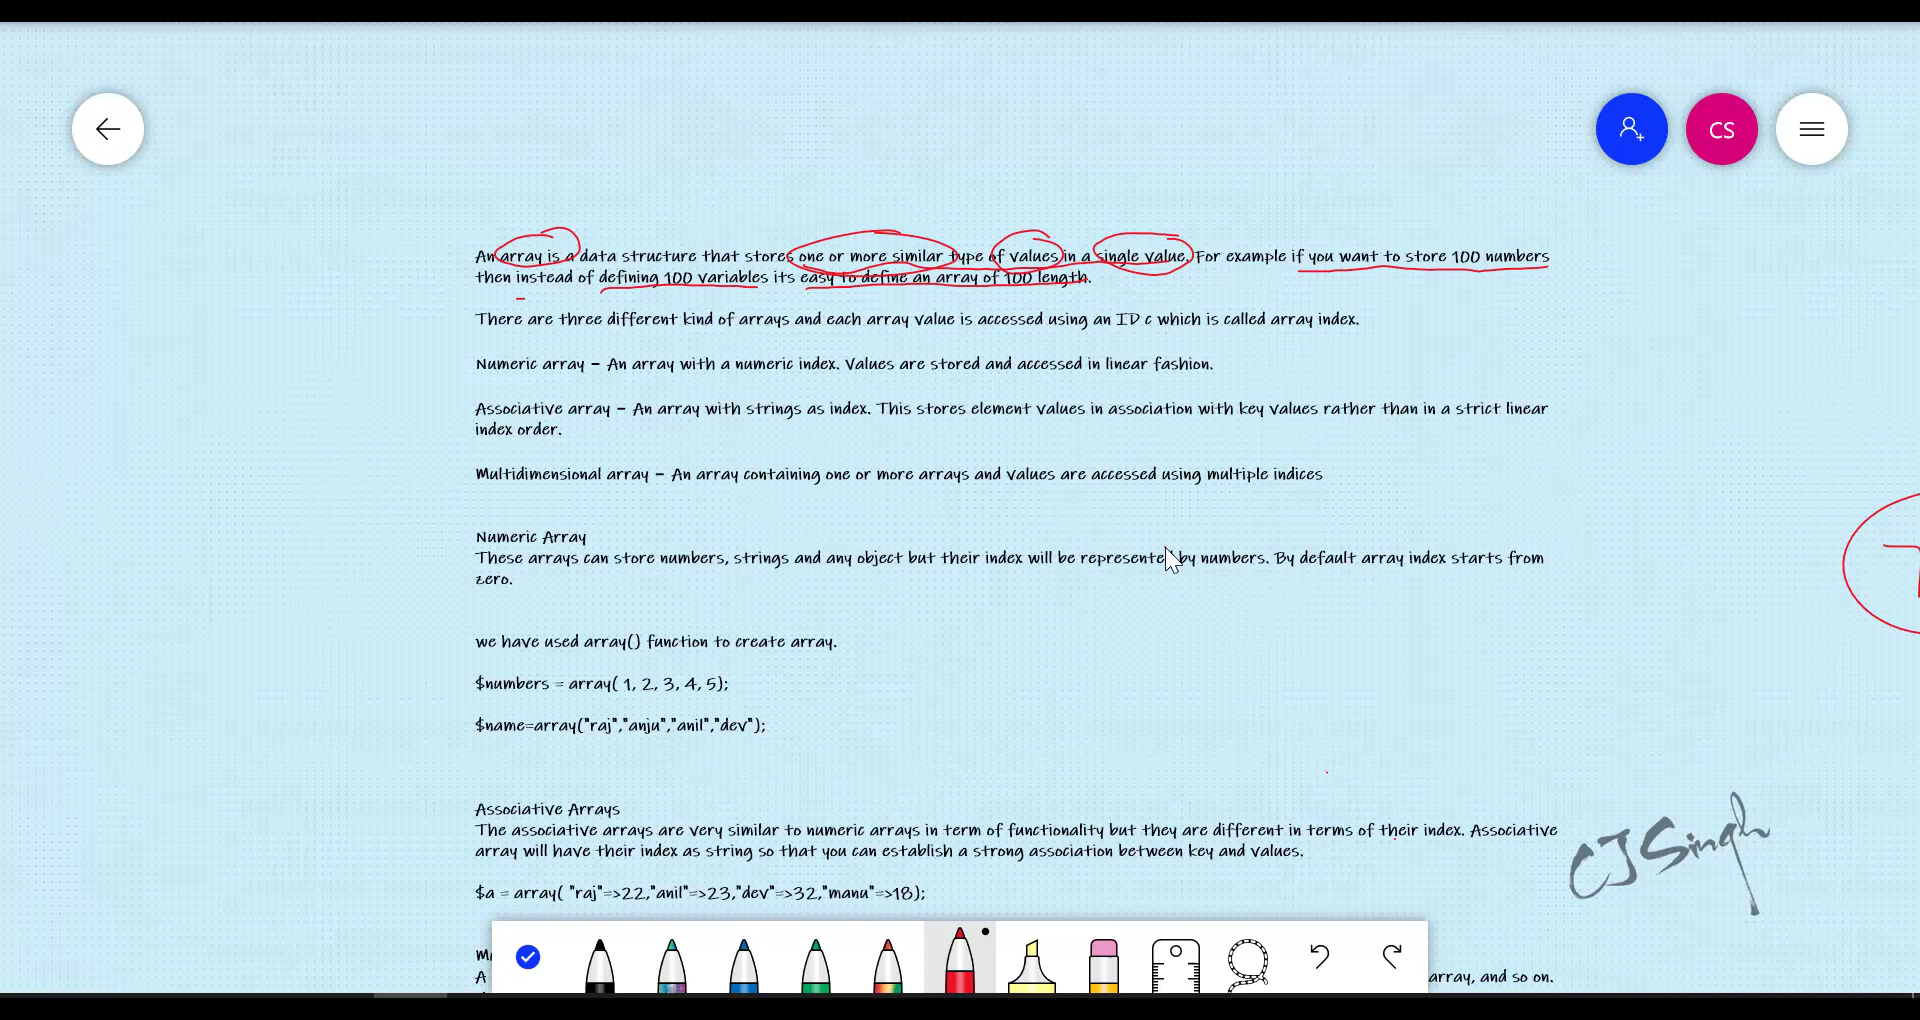 CS
An array is a data structure that stores one or more similar type of values in a single value. For example if you want to store 100 numbers
then instead of defining 100 variables its easy to define an array of 100 length.
There are three different kind of arrays and each array value is accessed using an ID c which is called array index.
Numeric array - An array with a numeric index. Values are stored and accessed in linear fashion.
Associative array - An array with strings as index. This stores element values in association with key values rather than in a strict linear
index order.
Multidimensional array - An array containing one or more arrays and values are accessed using multiple indices
Numeric Array
These arrays can store numbers, strings and any object but their index will be represented by numbers. By default array index starts from
zero.
we have used array() function to create array.
$numbers = array( 1, 2, 3, 4, 5);
$name=array("raj","anju","anil","dev");
Associative Arrays
The associative arrays are very similar to numeric arrays in term of functionality but they are different in terms of their index. Associative
array will have their index as string so that you can establish a strong association between key and values.
CJ Singh
$a = array( "raj"=>22,"anil"=>23,"dev"=>32,"manu"=>18);
A array, and so on.